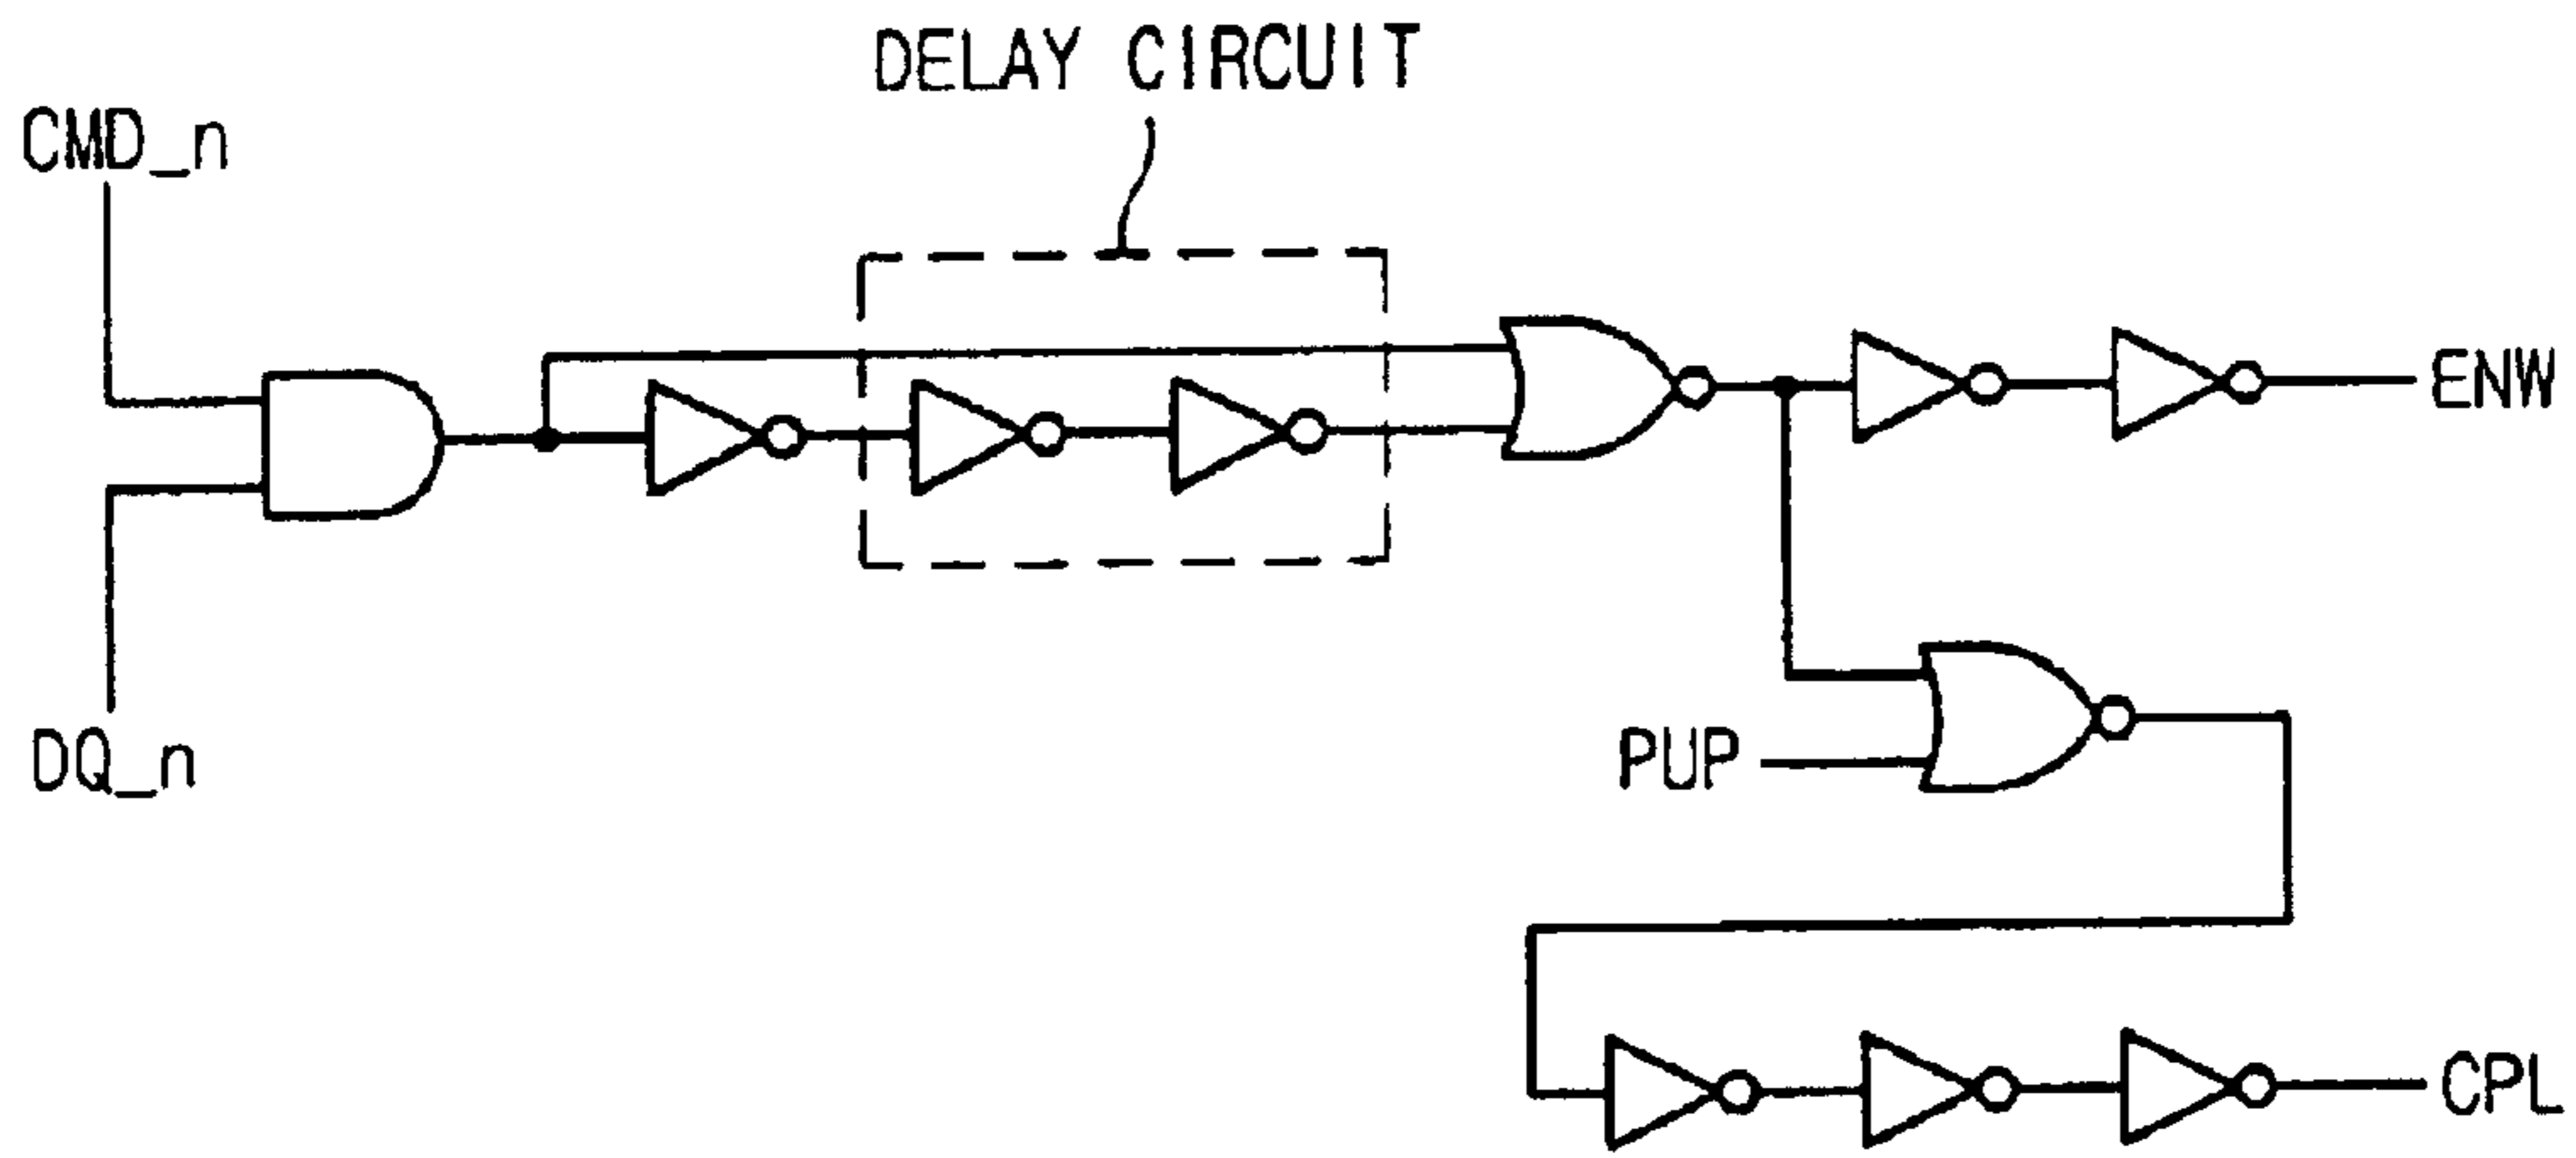 DELAY CIRCUIT
CMD_n
ENW
DQ_n
PUP
CPL